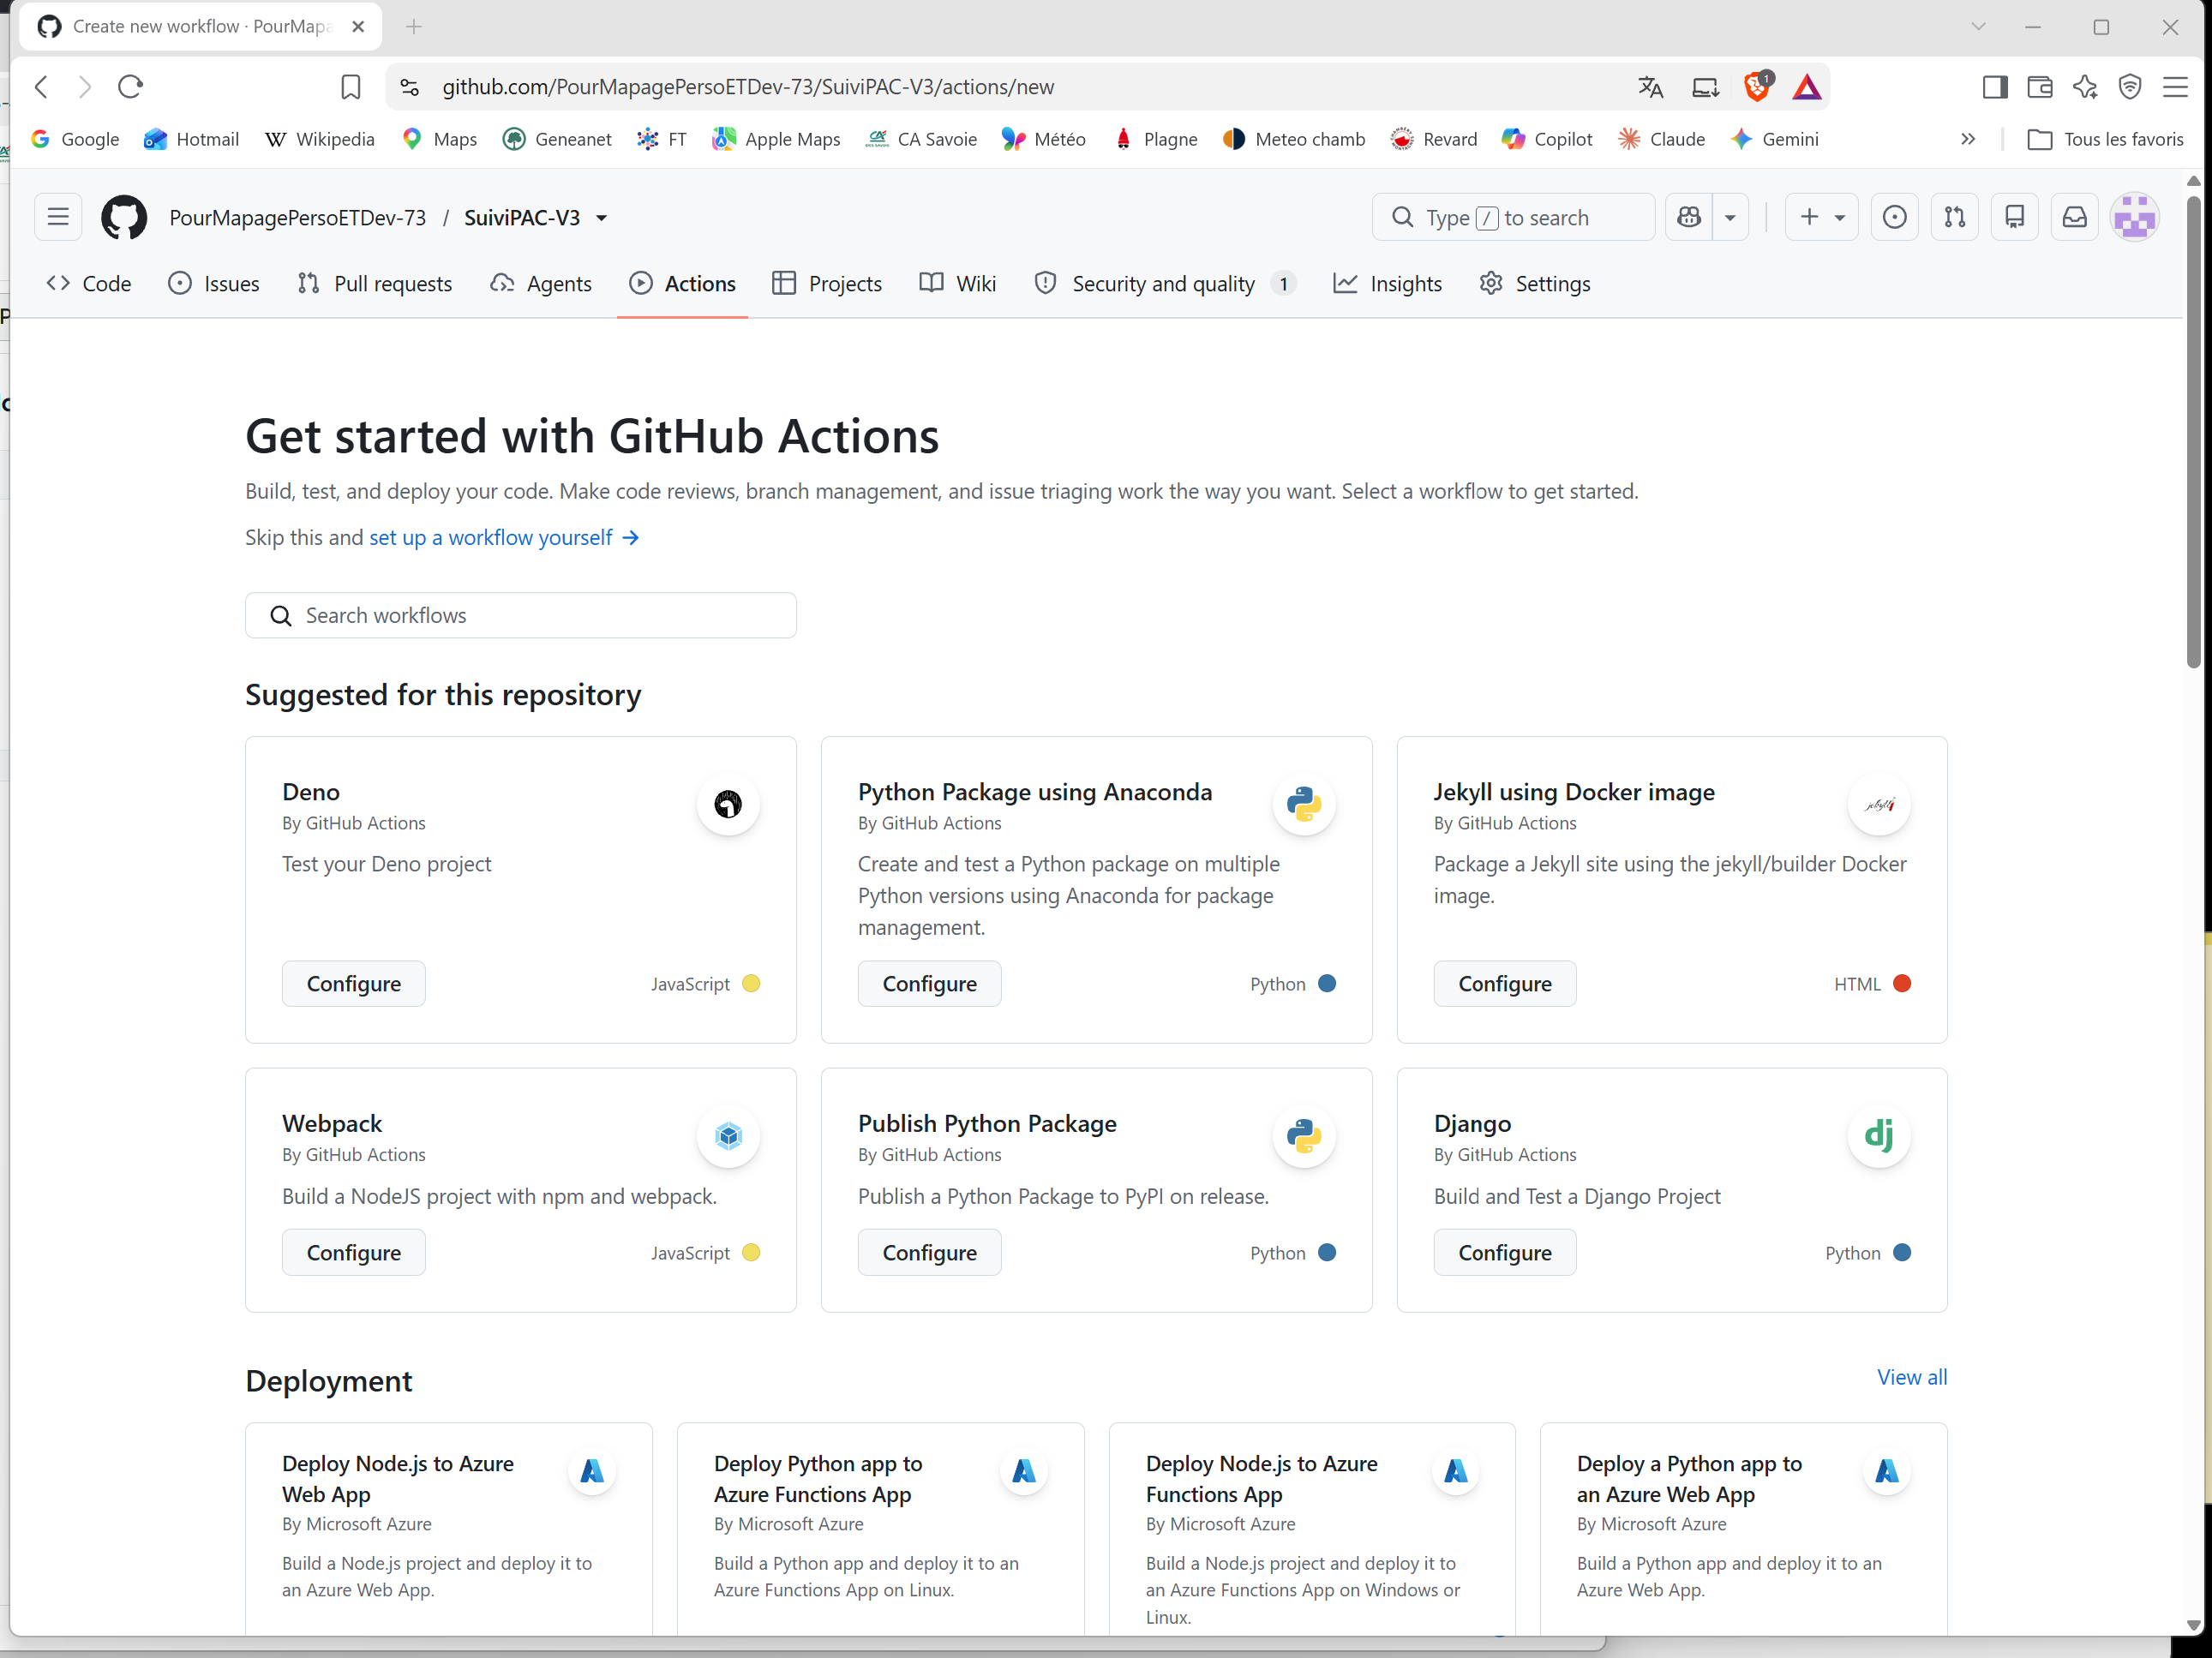 Create new workflow · PourMapa
github.com/PourMapagePersoETDev-73/SuiviPAC-V3/actions/new
1
Google Hotmail Wikipedia Maps Geneanet FT Apple Maps CA Savoie Météo Plagne Meteo chamb Revard Copilot Claude Gemini Tous les favoris
PourMapagePersoETDev-73 / SuiviPAC-V3
Type / to search
Code Issues Pull requests Agents Actions Projects Wiki Security and quality 1 Insights Settings
Get started with GitHub Actions
Build, test, and deploy your code. Make code reviews, branch management, and issue triaging work the way you want. Select a workflow to get started.
Skip this and set up a workflow yourself →
Search workflows
Suggested for this repository
Deno
By GitHub Actions
Test your Deno project
Configure
JavaScript
Python Package using Anaconda
By GitHub Actions
Create and test a Python package on multiple
Python versions using Anaconda for package
management.
Configure
Python
Jekyll using Docker image
By GitHub Actions
jekyll
Package a Jekyll site using the jekyll/builder Docker
image.
Configure
HTML
Webpack
By GitHub Actions
Build a NodeJS project with npm and webpack.
Configure
JavaScript
Publish Python Package
By GitHub Actions
Publish a Python Package to PyPI on release.
Configure
Python
Django
By GitHub Actions
dj
Build and Test a Django Project
Configure
Python
Deployment
View all
Deploy Node.js to Azure
Web App
By Microsoft Azure
Build a Node.js project and deploy it to
an Azure Web App.
Deploy Python app to
Azure Functions App
By Microsoft Azure
Build a Python app and deploy it to an
Azure Functions App on Linux.
Deploy Node.js to Azure
Functions App
By Microsoft Azure
Build a Node.js project and deploy it to
an Azure Functions App on Windows or
Linux.
Deploy a Python app to
an Azure Web App
By Microsoft Azure
Build a Python app and deploy it to an
Azure Web App.